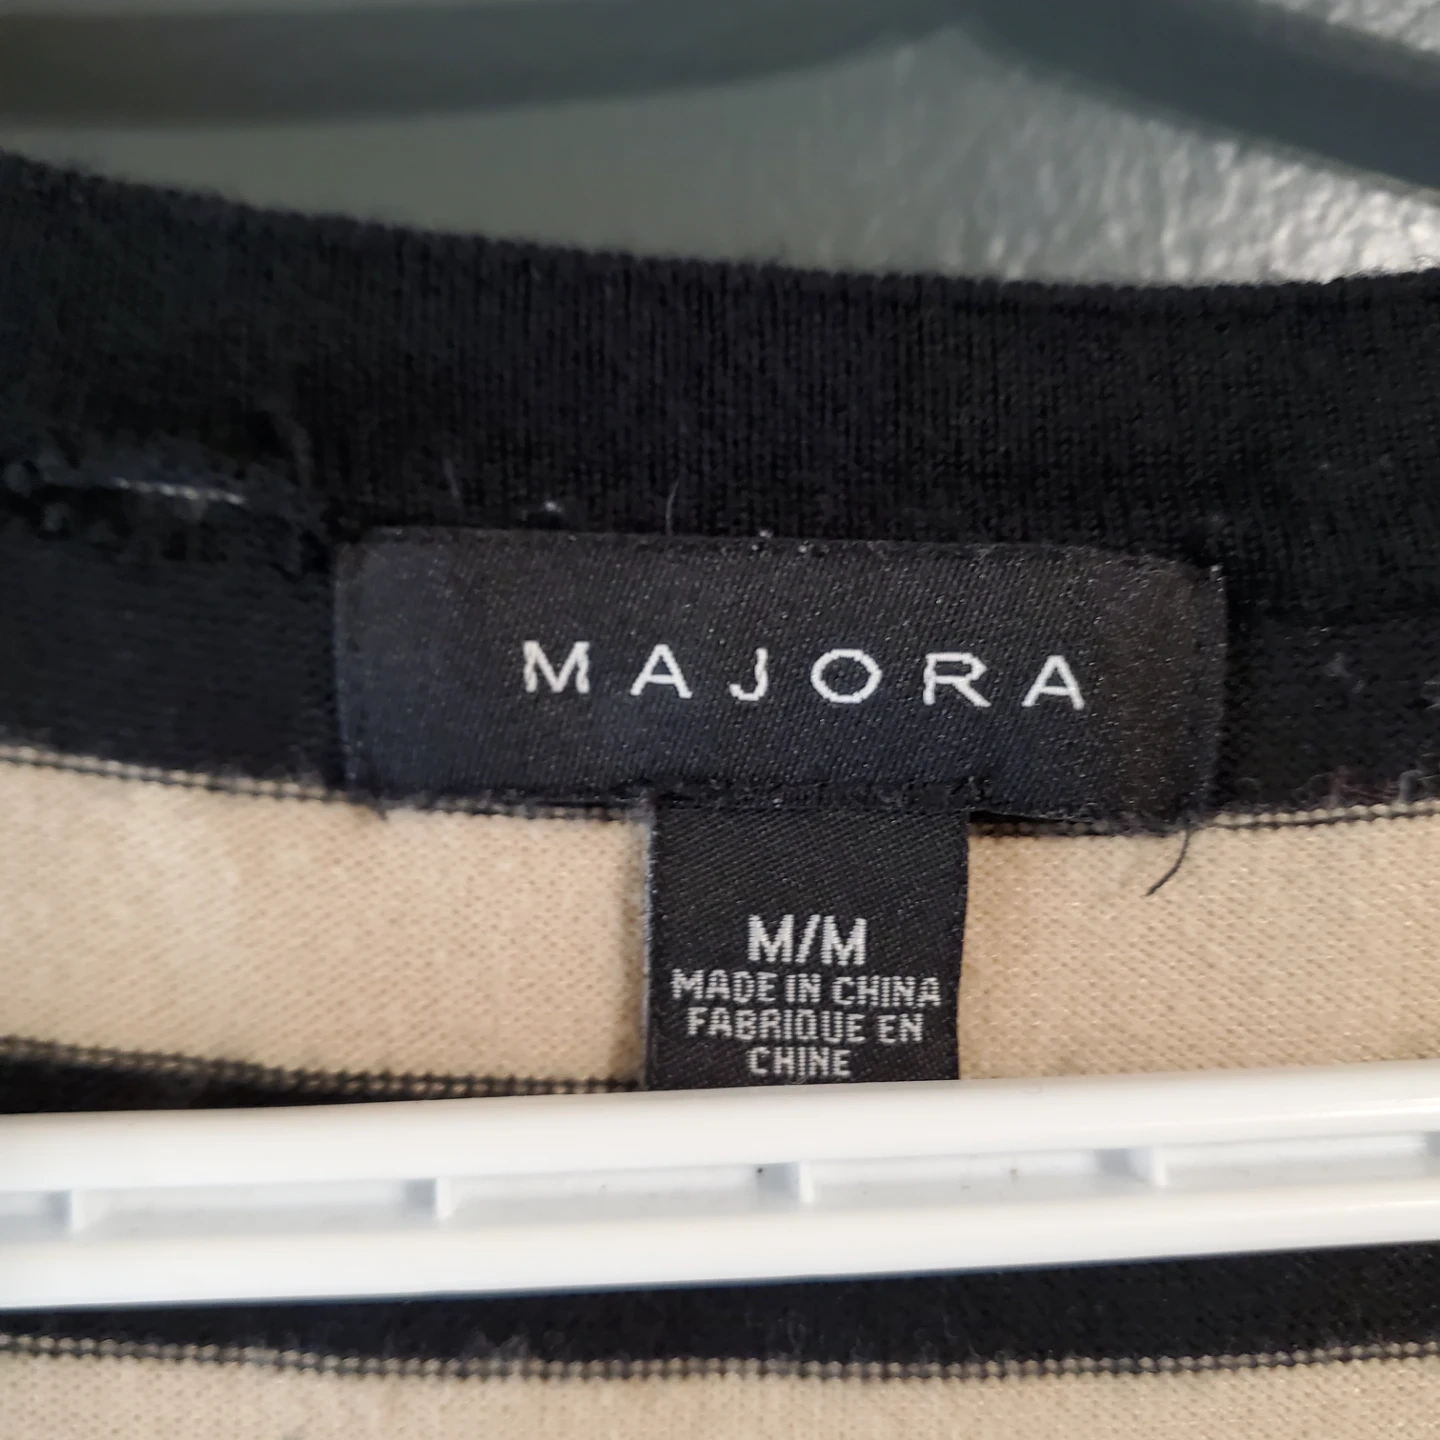 MAJORA
M/M
MADE IN CHINA
FABRIQUE EN
CHINE